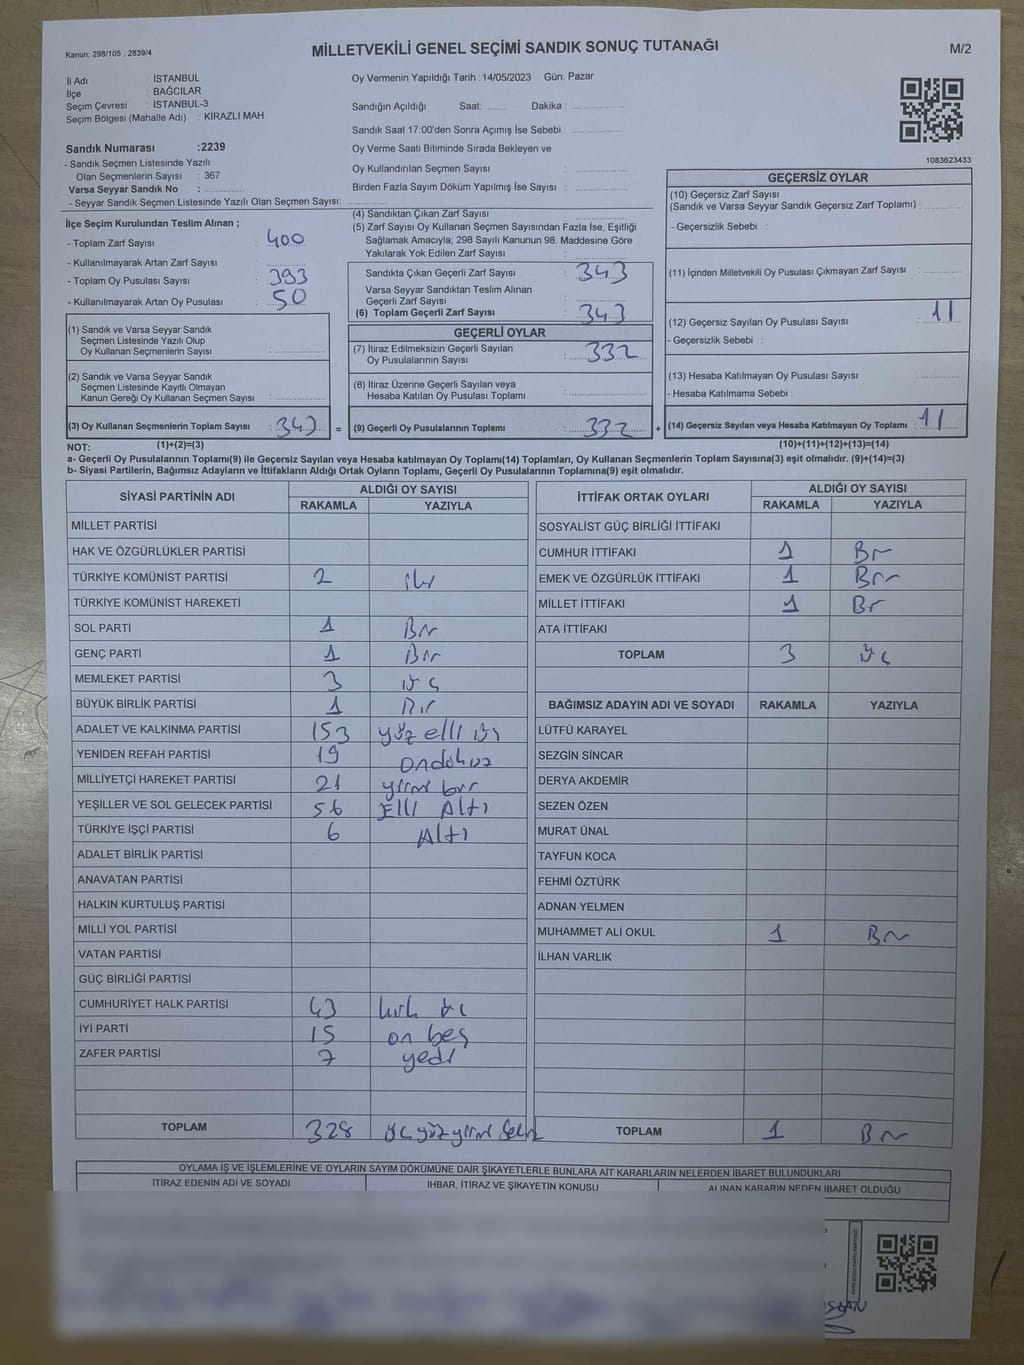 Kanun: 298/105 , 2839/4
MİLLETVEKİLİ GENEL SEÇİMİ SANDIK SONUÇ TUTANAĞI
M/2
İl Adı : İSTANBUL
İlçe : BAĞCILAR
Seçim Çevresi : İSTANBUL-3
Seçim Bölgesi (Mahalle Adı) : KİRAZLI MAH
Sandık Numarası :2239
- Sandık Seçmen Listesinde Yazılı
Olan Seçmenlerin Sayısı : 367
Varsa Seyyar Sandık No :
- Seyyar Sandık Seçmen Listesinde Yazılı Olan Seçmen Sayısı:
Oy Vermenin Yapıldığı Tarih : 14/05/2023 Gün: Pazar
Sandığın Açıldığı Saat: Dakika :
Sandık Saat 17:00'den Sonra Açımış İse Sebebi :
Oy Verme Saati Bitiminde Sırada Bekleyen ve
Oy Kullandırılan Seçmen Sayısı :
Birden Fazla Sayım Döküm Yapılmış İse Sayısı :
1083623433
İlçe Seçim Kurulundan Teslim Alınan ;
- Toplam Zarf Sayısı : 400
- Kullanılmayarak Artan Zarf Sayısı :
- Toplam Oy Pusulası Sayısı : 393
- Kullanılmayarak Artan Oy Pusulası : 50
(1) Sandık ve Varsa Seyyar Sandık
Seçmen Listesinde Yazılı Olup
Oy Kullanan Seçmenlerin Sayısı :
(2) Sandık ve Varsa Seyyar Sandık
Seçmen Listesinde Kayıtlı Olmayan
Kanun Gereği Oy Kullanan Seçmen Sayısı :
(3) Oy Kullanan Seçmenlerin Toplam Sayısı : 343
(4) Sandıktan Çıkan Zarf Sayısı :
(5) Zarf Sayısı Oy Kullanan Seçmen Sayısından Fazla İse, Eşitliği
Sağlamak Amacıyla; 298 Sayılı Kanunun 98. Maddesine Göre
Yakılarak Yok Edilen Zarf Sayısı :
Sandıkta Çıkan Geçerli Zarf Sayısı : 343
Varsa Seyyar Sandıktan Teslim Alınan
Geçerli Zarf Sayısı :
(6) Toplam Geçerli Zarf Sayısı : 343
GEÇERLİ OYLAR
(7) İtiraz Edilmeksizin Geçerli Sayılan
Oy Pusulalarının Sayısı : 332
(8) İtiraz Üzerine Geçerli Sayılan veya
Hesaba Katılan Oy Pusulası Toplamı :
= (9) Geçerli Oy Pusulalarının Toplamı : 332
GEÇERSİZ OYLAR
(10) Geçersiz Zarf Sayısı
(Sandık ve Varsa Seyyar Sandık Geçersiz Zarf Toplamı) :
- Geçersizlik Sebebi :
(11) İçinden Milletvekili Oy Pusulası Çıkmayan Zarf Sayısı :
(12) Geçersiz Sayılan Oy Pusulası Sayısı : 11
- Geçersizlik Sebebi :
(13) Hesaba Katılmayan Oy Pusulası Sayısı :
- Hesaba Katılmama Sebebi :
+ (14) Geçersiz Sayılan veya Hesaba Katılmayan Oy Toplamı : 11
NOT: (1)+(2)=(3) (10)+(11)+(12)+(13)=(14)
a- Geçerli Oy Pusulalarının Toplamı(9) ile Geçersiz Sayılan veya Hesaba katılmayan Oy Toplamı(14) Toplamları, Oy Kullanan Seçmenlerin Toplam Sayısına(3) eşit olmalıdır. (9)+(14)=(3)
b- Siyasi Partilerin, Bağımsız Adayların ve İttifakların Aldığı Ortak Oyların Toplamı, Geçerli Oy Pusulalarının Toplamına(9) eşit olmalıdır.
SİYASİ PARTİNİN ADI ALDIĞI OY SAYISI
RAKAMLA YAZIYLA
MİLLET PARTİSİ
HAK VE ÖZGÜRLÜKLER PARTİSİ
TÜRKİYE KOMÜNİST PARTİSİ 2 iki
TÜRKİYE KOMÜNİST HAREKETİ
SOL PARTİ 1 Bir
GENÇ PARTİ 1 Bir
MEMLEKET PARTİSİ 3 üç
BÜYÜK BİRLİK PARTİSİ 1 Bir
ADALET VE KALKINMA PARTİSİ 153 yüz elli üç
YENİDEN REFAH PARTİSİ 19 ondokuz
MİLLİYETÇİ HAREKET PARTİSİ 21 yirmi bir
YEŞİLLER VE SOL GELECEK PARTİSİ 56 Elli Altı
TÜRKİYE İŞÇİ PARTİSİ 6 Altı
ADALET BİRLİK PARTİSİ
ANAVATAN PARTİSİ
HALKIN KURTULUŞ PARTİSİ
MİLLİ YOL PARTİSİ
VATAN PARTİSİ
GÜÇ BİRLİĞİ PARTİSİ
CUMHURİYET HALK PARTİSİ 43 kırk üç
İYİ PARTİ 15 on beş
ZAFER PARTİSİ 7 yedi
TOPLAM 328 üç yüz yirmi sekiz
İTTİFAK ORTAK OYLARI ALDIĞI OY SAYISI
RAKAMLA YAZIYLA
SOSYALİST GÜÇ BİRLİĞİ İTTİFAKI
CUMHUR İTTİFAKI 1 Bir
EMEK VE ÖZGÜRLÜK İTTİFAKI 1 Bir
MİLLET İTTİFAKI 1 Bir
ATA İTTİFAKI
TOPLAM 3 üç
BAĞIMSIZ ADAYIN ADI VE SOYADI RAKAMLA YAZIYLA
LÜTFÜ KARAYEL
SEZGİN SİNCAR
DERYA AKDEMİR
SEZEN ÖZEN
MURAT ÜNAL
TAYFUN KOCA
FEHMİ ÖZTÜRK
ADNAN YELMEN
MUHAMMET ALİ OKUL 1 Bir
İLHAN VARLIK
TOPLAM 1 Bir
OYLAMA İŞ VE İŞLEMLERİNE VE OYLARIN SAYIM DÖKÜMÜNE DAİR ŞİKAYETLERLE BUNLARA AİT KARARLARIN NELERDEN İBARET BULUNDUKLARI
İTİRAZ EDENİN ADI VE SOYADI İHBAR, İTİRAZ VE ŞİKAYETİN KONUSU ALINAN KARARIN NEDEN İBARET OLDUĞU